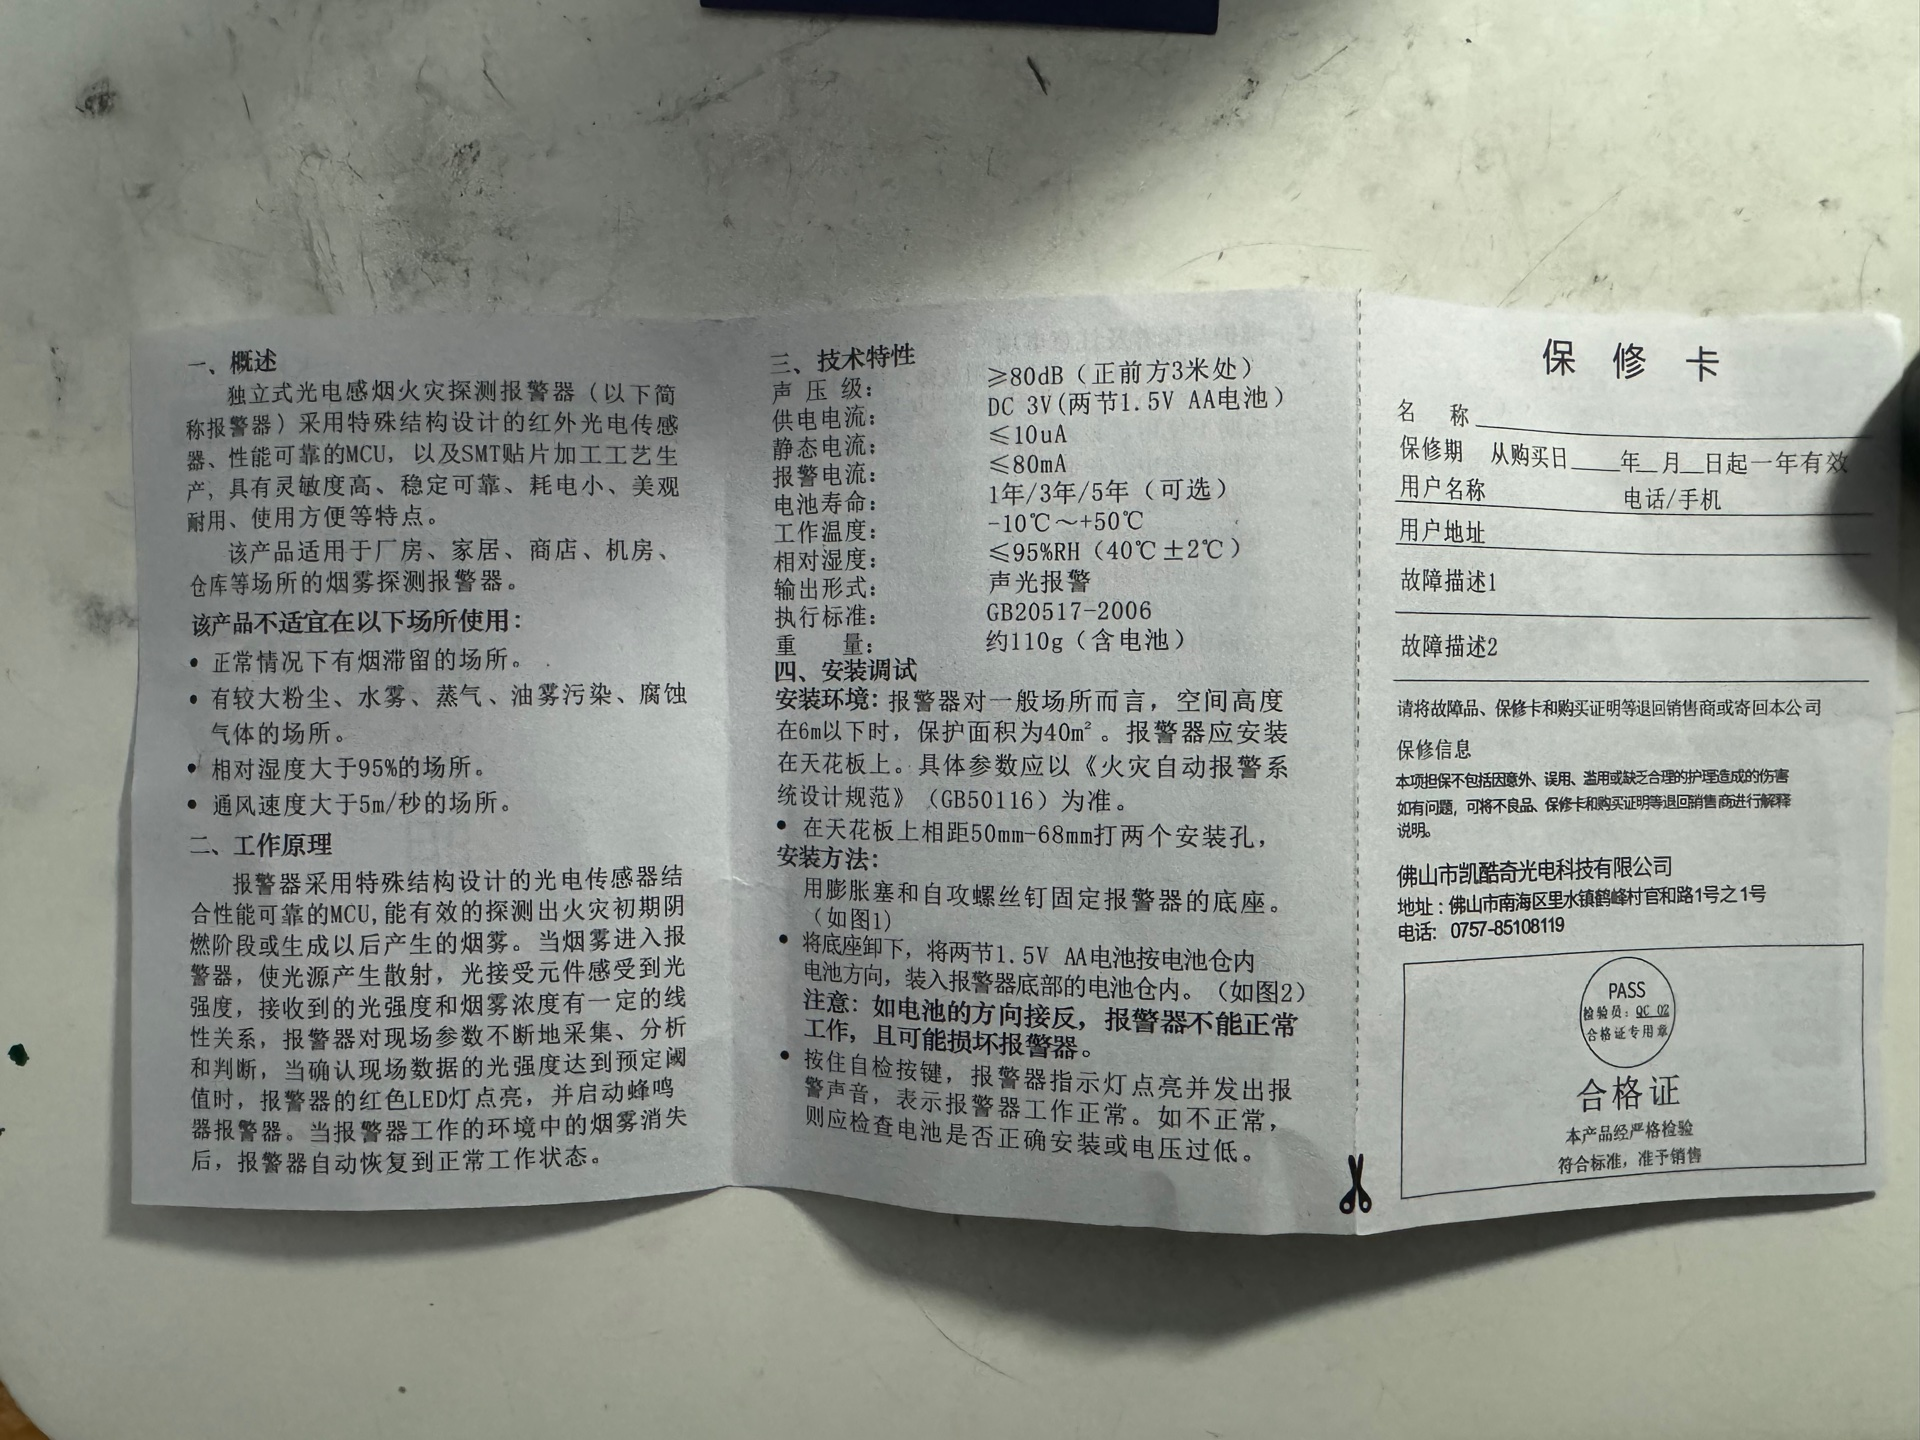 一、概述
独立式光电感烟火灾探测报警器（以下简
称报警器）采用特殊结构设计的红外光电传感
器、性能可靠的MCU，以及SMT贴片加工工艺生
产，具有灵敏度高、稳定可靠、耗电小、美观
耐用、使用方便等特点。
该产品适用于厂房、家居、商店、机房、
仓库等场所的烟雾探测报警器。
该产品不适宜在以下场所使用：
• 正常情况下有烟滞留的场所。
• 有较大粉尘、水雾、蒸气、油雾污染、腐蚀
气体的场所。
• 相对湿度大于95%的场所。
• 通风速度大于5m/秒的场所。
二、工作原理
报警器采用特殊结构设计的光电传感器结
合性能可靠的MCU,能有效的探测出火灾初期阴
燃阶段或生成以后产生的烟雾。当烟雾进入报
警器，使光源产生散射，光接受元件感受到光
强度，接收到的光强度和烟雾浓度有一定的线
性关系，报警器对现场参数不断地采集、分析
和判断，当确认现场数据的光强度达到预定阈
值时，报警器的红色LED灯点亮，并启动蜂鸣
器报警器。当报警器工作的环境中的烟雾消失
后，报警器自动恢复到正常工作状态。
三、技术特性
声 压 级： ≥80dB（正前方3米处）
供电电流： DC 3V(两节1.5V AA电池）
静态电流： ≤10uA
报警电流： ≤80mA
电池寿命： 1年/3年/5年（可选）
工作温度： -10℃～+50℃
相对湿度： ≤95%RH（40℃±2℃）
输出形式： 声光报警
执行标准： GB20517-2006
重 量： 约110g（含电池）
四、安装调试
安装环境：报警器对一般场所而言，空间高度
在6m以下时，保护面积为40m²。报警器应安装
在天花板上。具体参数应以《火灾自动报警系
统设计规范》（GB50116）为准。
• 在天花板上相距50mm-68mm打两个安装孔，
安装方法：
用膨胀塞和自攻螺丝钉固定报警器的底座。
（如图1）
• 将底座卸下，将两节1.5V AA电池按电池仓内
电池方向，装入报警器底部的电池仓内。（如图2）
注意：如电池的方向接反，报警器不能正常
工作，且可能损坏报警器。
• 按住自检按键，报警器指示灯点亮并发出报
警声音，表示报警器工作正常。如不正常，
则应检查电池是否正确安装或电压过低。
保 修 卡
名 称
保修期 从购买日____年__月__日起一年有效
用户名称 电话/手机
用户地址
故障描述1
故障描述2
请将故障品、保修卡和购买证明等退回销售商或寄回本公司
保修信息
本项担保不包括因意外、误用、滥用或缺乏合理的护理造成的伤害
如有问题，可将不良品、保修卡和购买证明等退回销售商进行解释
说明。
佛山市凯酷奇光电科技有限公司
地址：佛山市南海区里水镇鹤峰村官和路1号之1号
电话： 0757-85108119
PASS
检验员：QC 02
合格证专用章
合格证
本产品经严格检验
符合标准，准予销售